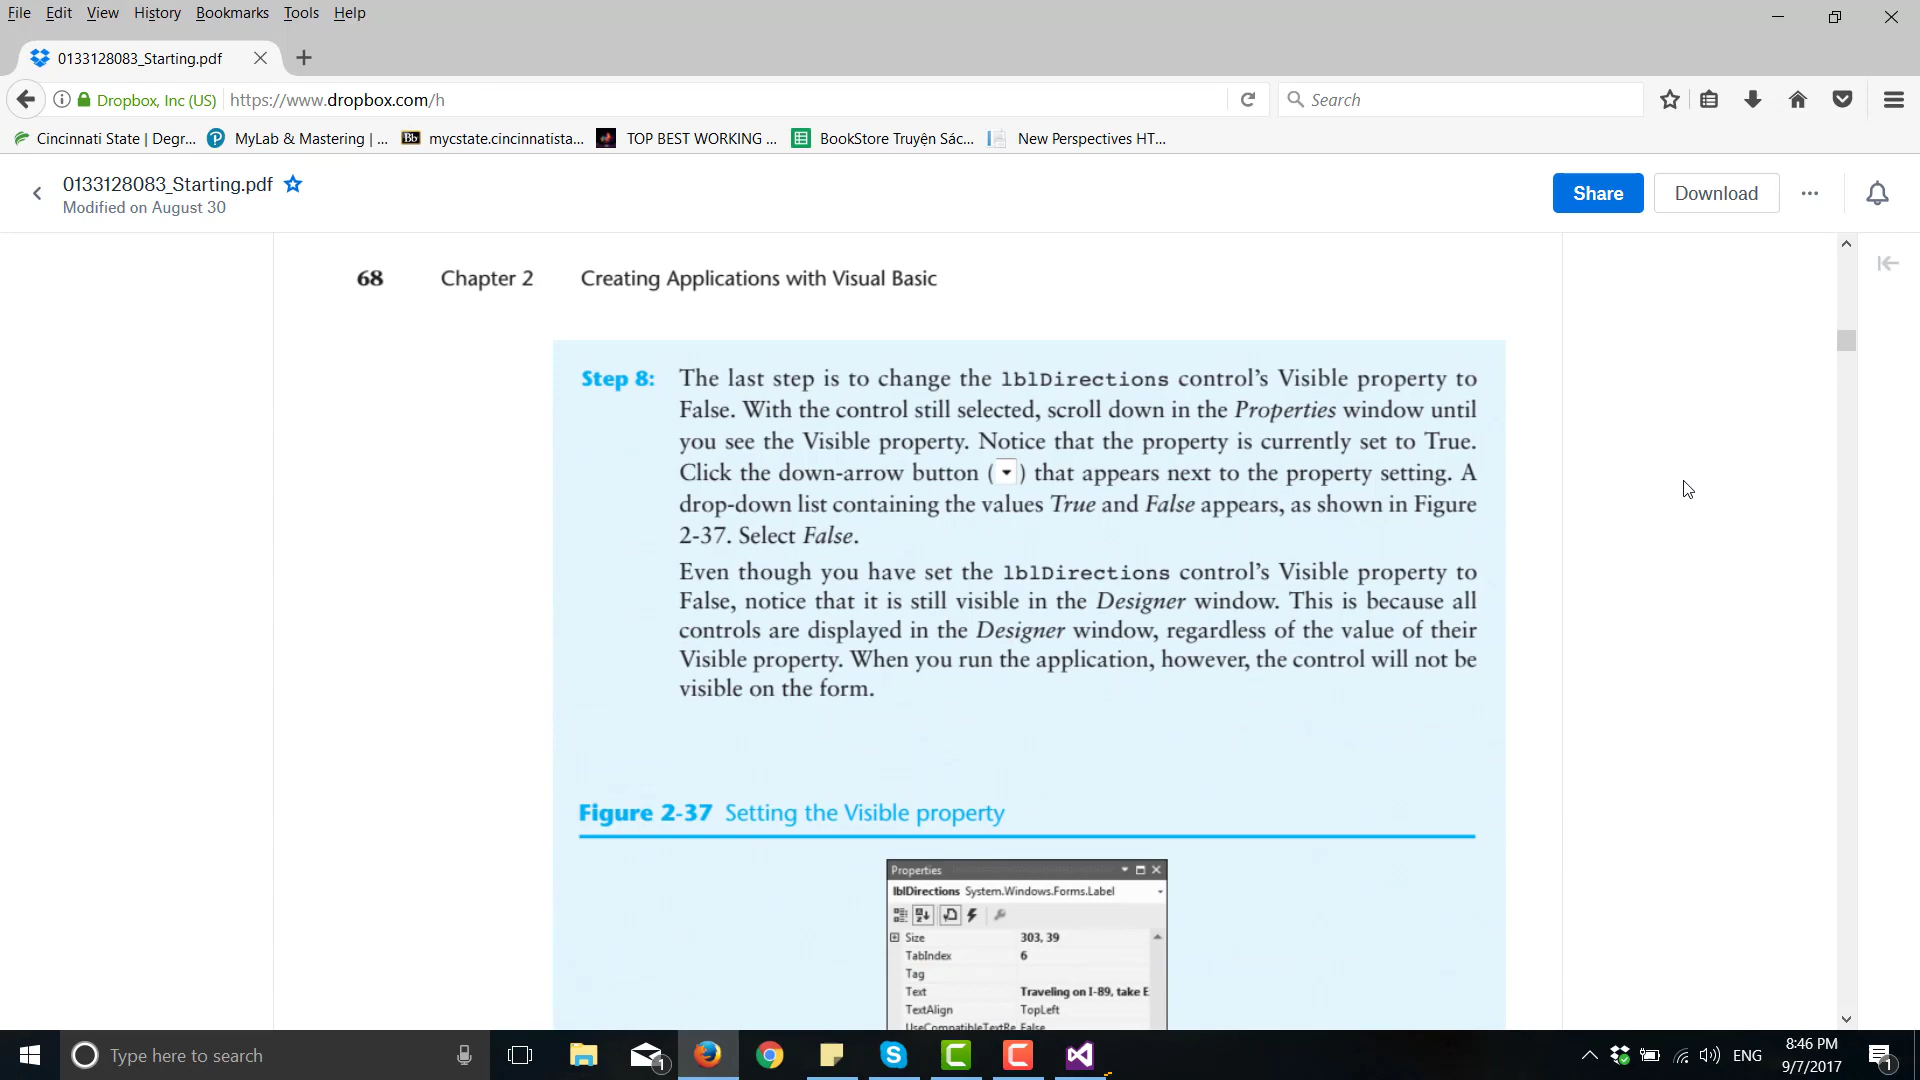 File Edit View History Bookmarks Tools Help
0133128083_Starting.pdf
Dropbox, Inc (US) https://www.dropbox.com/h Search
Cincinnati State | Degr... MyLab & Mastering | ... Bb mycstate.cincinnatista... TOP BEST WORKING ... BookStore Truyện Sác... New Perspectives HT...
0133128083_Starting.pdf
Modified on August 30
Share Download
68 Chapter 2 Creating Applications with Visual Basic
Step 8: The last step is to change the lblDirections control's Visible property to
False. With the control still selected, scroll down in the Properties window until
you see the Visible property. Notice that the property is currently set to True.
Click the down-arrow button ( ) that appears next to the property setting. A
drop-down list containing the values True and False appears, as shown in Figure
2-37. Select False.
Even though you have set the lblDirections control's Visible property to
False, notice that it is still visible in the Designer window. This is because all
controls are displayed in the Designer window, regardless of the value of their
Visible property. When you run the application, however, the control will not be
visible on the form.
Figure 2-37 Setting the Visible property
Properties
lblDirections System.Windows.Forms.Label
Size 303, 39
TabIndex 6
Tag
Text Traveling on I-89, take E
TextAlign TopLeft
UseCompatibleTextRe False
Type here to search
1
ENG
8:46 PM
9/7/2017
1